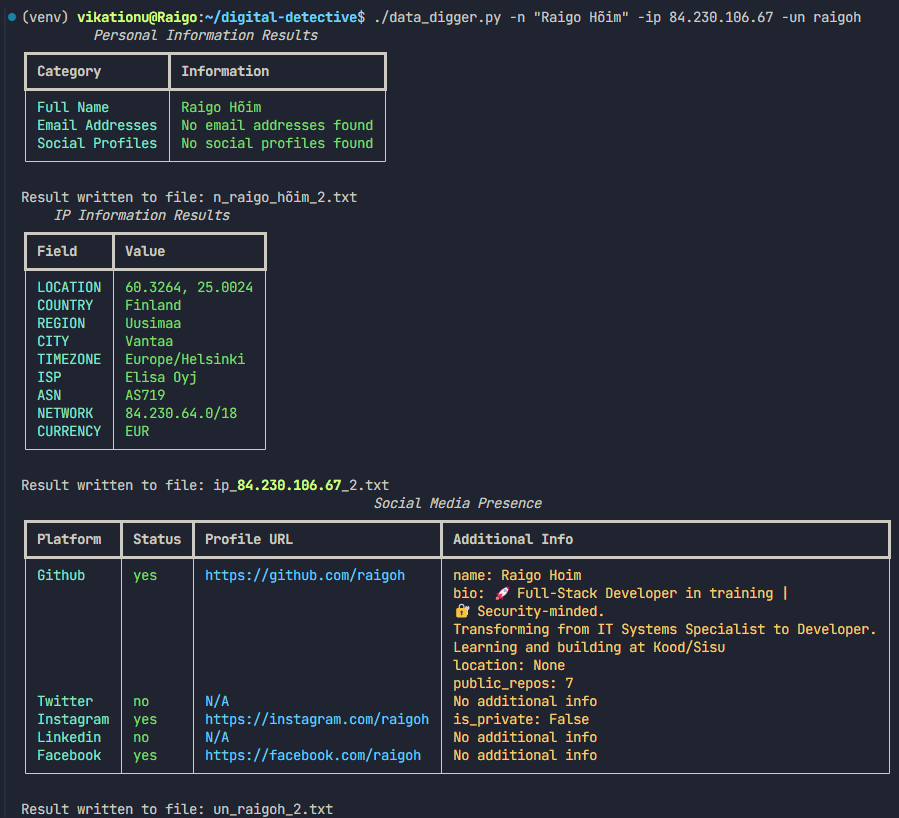 (venv) vikationu@Raigo:~/digital-detective$ ./data_digger.py -n "Raigo Hõim" -ip 84.230.106.67 -un raigoh
Personal Information Results
Category Information
Full Name Raigo Hõim
Email Addresses No email addresses found
Social Profiles No social profiles found
Result written to file: n_raigo_hõim_2.txt
IP Information Results
Field Value
LOCATION 60.3264, 25.0024
COUNTRY Finland
REGION Uusimaa
CITY Vantaa
TIMEZONE Europe/Helsinki
ISP Elisa Oyj
ASN AS719
NETWORK 84.230.64.0/18
CURRENCY EUR
Result written to file: ip_84.230.106.67_2.txt
Social Media Presence
Platform Status Profile URL Additional Info
Github yes https://github.com/raigoh name: Raigo Hoim
bio: 🚀 Full-Stack Developer in training |
🔐 Security-minded.
Transforming from IT Systems Specialist to Developer.
Learning and building at Kood/Sisu
location: None
public_repos: 7
Twitter no N/A No additional info
Instagram yes https://instagram.com/raigoh is_private: False
Linkedin no N/A No additional info
Facebook yes https://facebook.com/raigoh No additional info
Result written to file: un_raigoh_2.txt